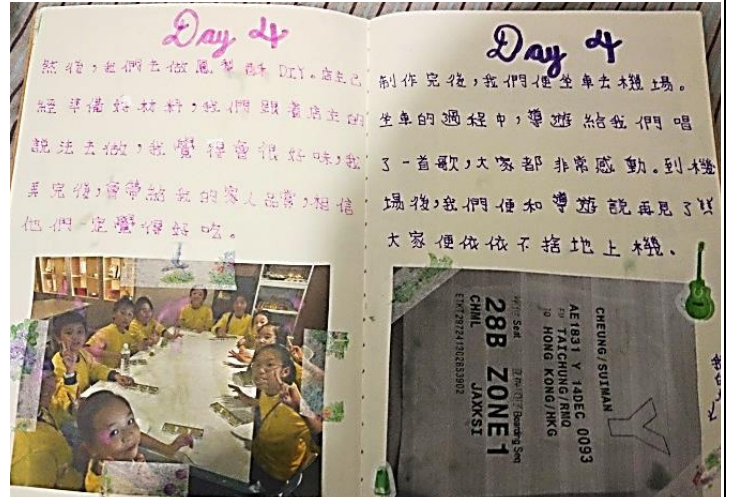 Day 4
然後,我們去做鳳梨酥DIY。店主已
經準備好材料,我們跟着店主的
說法去做,我覺得會很好味,我
弄完後,會帶給我的家人品嘗,相信
他們一定覺得好吃。
Day 4
制作完後,我們便坐車去機場。
坐車的過程中,導遊給我們唱
了一首歌,大家都非常感動。到機
場後,我們便和導遊說再見了
大家便依依不捨地上機。
CHEUNG/SUIMAN
AE1831 Y 14DEC 0093
TAICHUNG/RMQ
TO HONG KONG/HKG
Y
Seat Boarding Seq
28B ZONE1
CHML JAXKSI